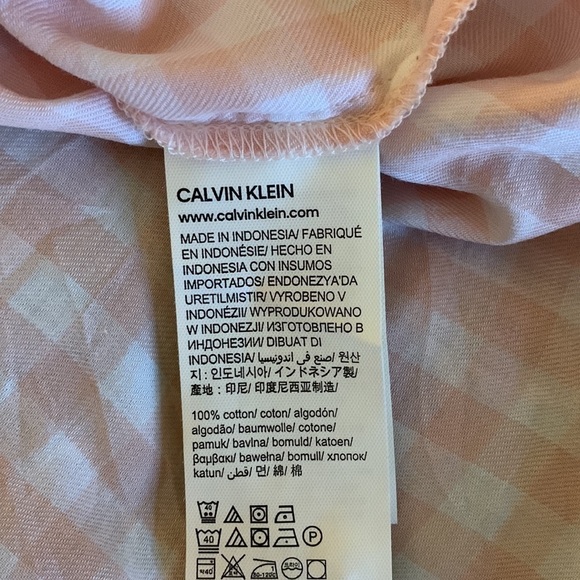 CALVIN KLEIN
www.calvinklein.com
MADE IN INDONESIA/ FABRIQUÉ
EN INDONÉSIE/ HECHO EN
INDONESIA CON INSUMOS
IMPORTADOS/ ENDONEZYA'DA
URETILMISTIR/ VYROBENO V
INDONÉZII/ WYPRODUKOWANO
W INDONEZJI/ ИЗГОТОВЛЕНО В
ИНДОНЕЗИИ/ DIBUAT DI
INDONESIA/ صنع في اندونيسيا/ 원산
지 : 인도네시아/ インドネシア製/
產地 : 印尼/ 印度尼西亚制造/
100% cotton/ coton/ algodón/
algodão/ baumwolle/ cotone/
pamuk/ bavlna/ bomuld/ katoen/
βαμβακι/ bawełna/ bomull/ хлопок/
katun/ قطن/ 면/ 綿/ 棉
40
40 P
40